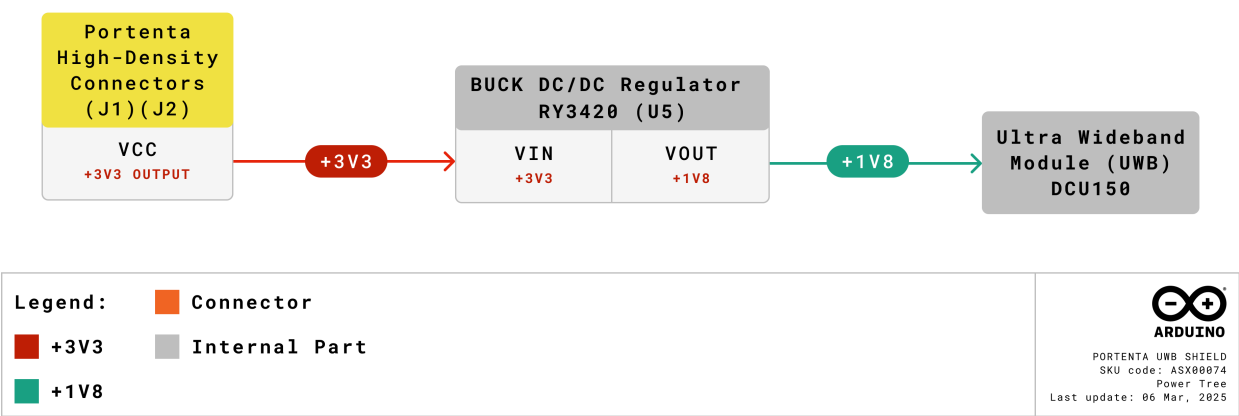 Portenta
High-Density
Connectors
(J1)(J2)
VCC
+3V3 OUTPUT
+3V3
BUCK DC/DC Regulator
RY3420 (U5)
VIN
+3V3
VOUT
+1V8
+1V8
Ultra Wideband
Module (UWB)
DCU150
Legend:
Connector
+3V3
Internal Part
+1V8
ARDUINO
PORTENTA UWB SHIELD
SKU code: ASX00074
Power Tree
Last update: 06 Mar, 2025